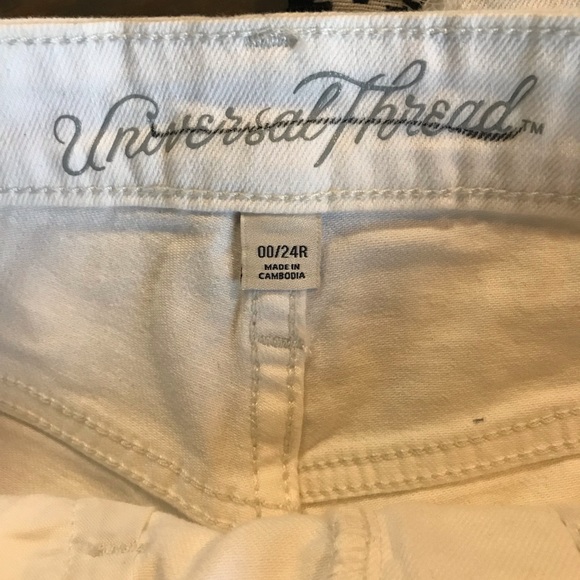 Universal Thread™
00/24R
MADE IN
CAMBODIA